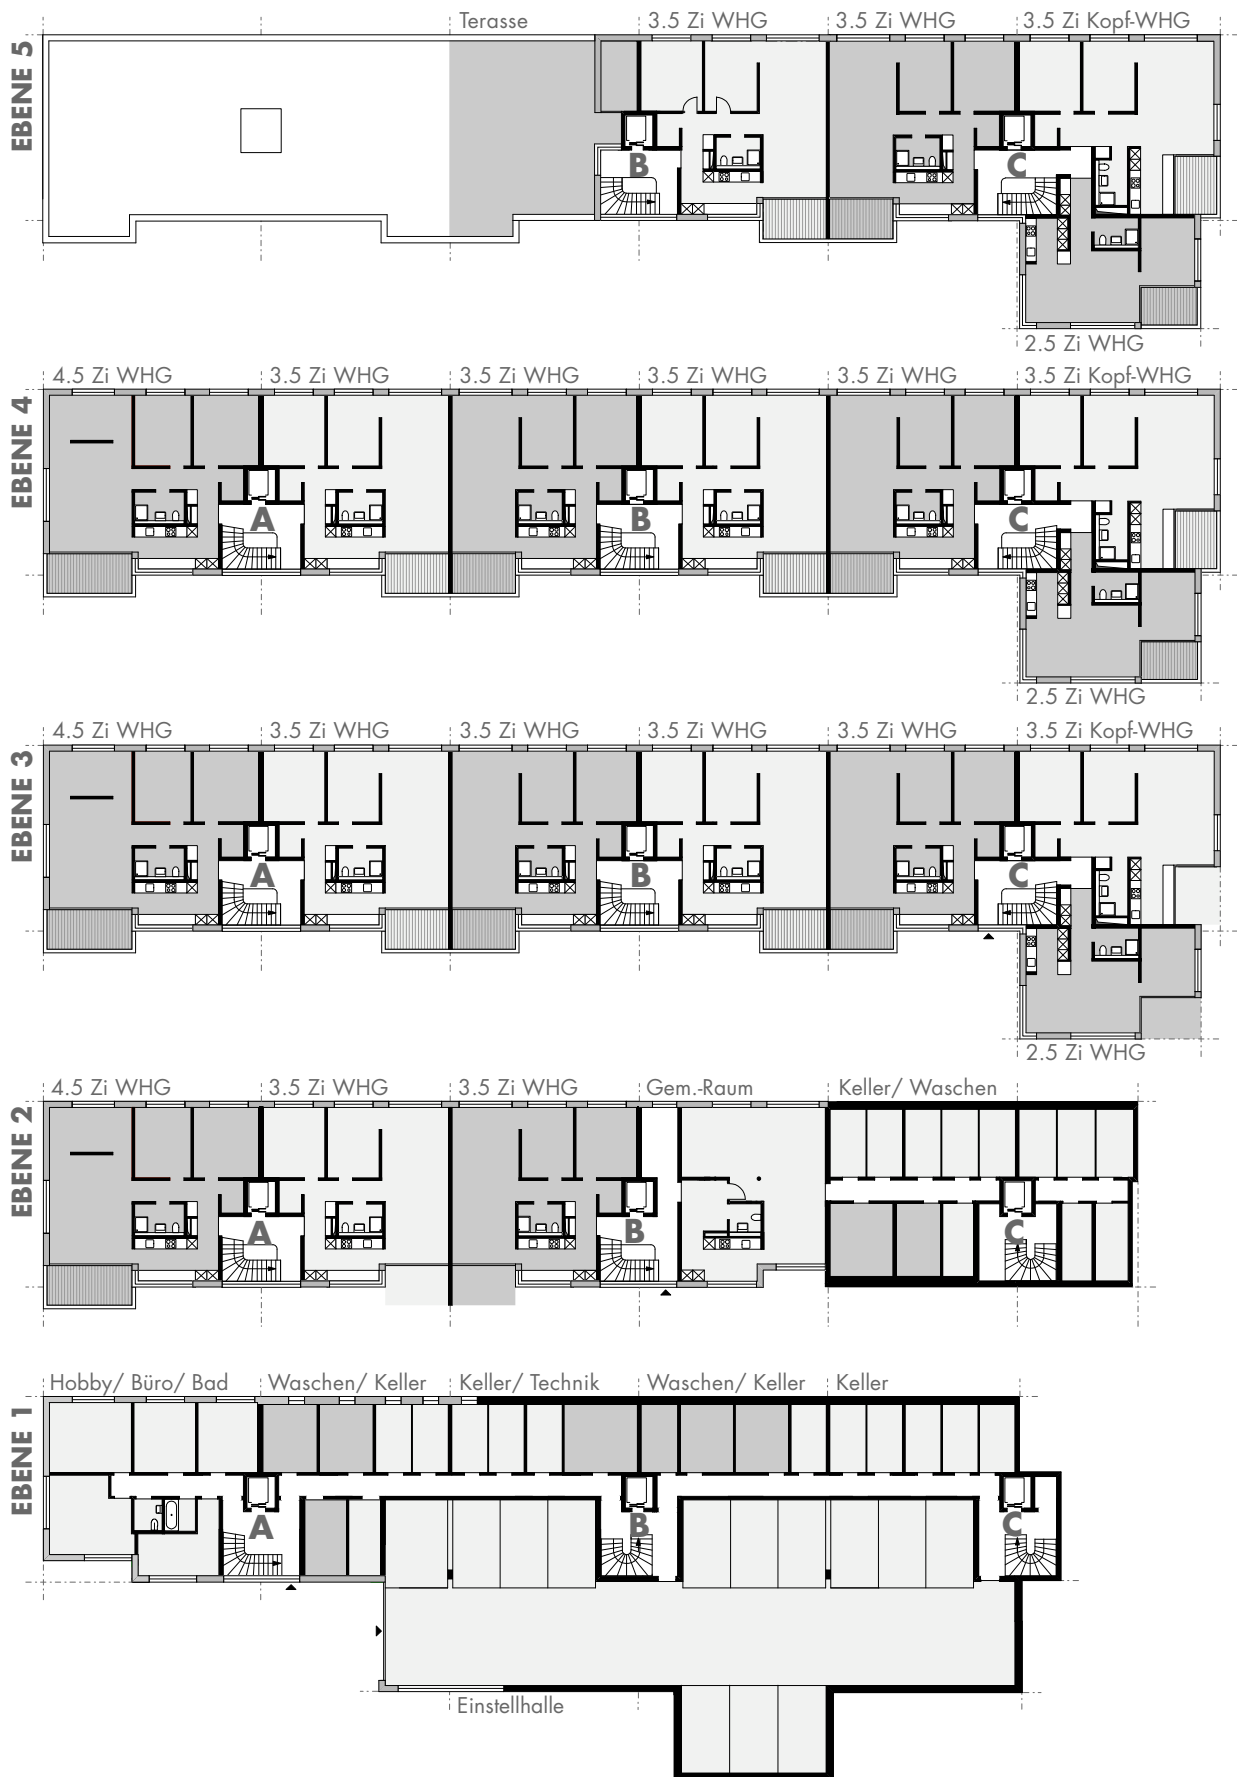 EBENE 5
Terasse 3.5 Zi WHG 3.5 Zi WHG 3.5 Zi Kopf-WHG
B C
2.5 Zi WHG
EBENE 4
4.5 Zi WHG 3.5 Zi WHG 3.5 Zi WHG 3.5 Zi WHG 3.5 Zi WHG 3.5 Zi Kopf-WHG
A B C
2.5 Zi WHG
EBENE 3
4.5 Zi WHG 3.5 Zi WHG 3.5 Zi WHG 3.5 Zi WHG 3.5 Zi WHG 3.5 Zi Kopf-WHG
A B C
2.5 Zi WHG
EBENE 2
4.5 Zi WHG 3.5 Zi WHG 3.5 Zi WHG Gem.-Raum Keller/ Waschen
A B C
EBENE 1
Hobby/ Büro/ Bad Waschen/ Keller Keller/ Technik Waschen/ Keller Keller
A B C
Einstellhalle